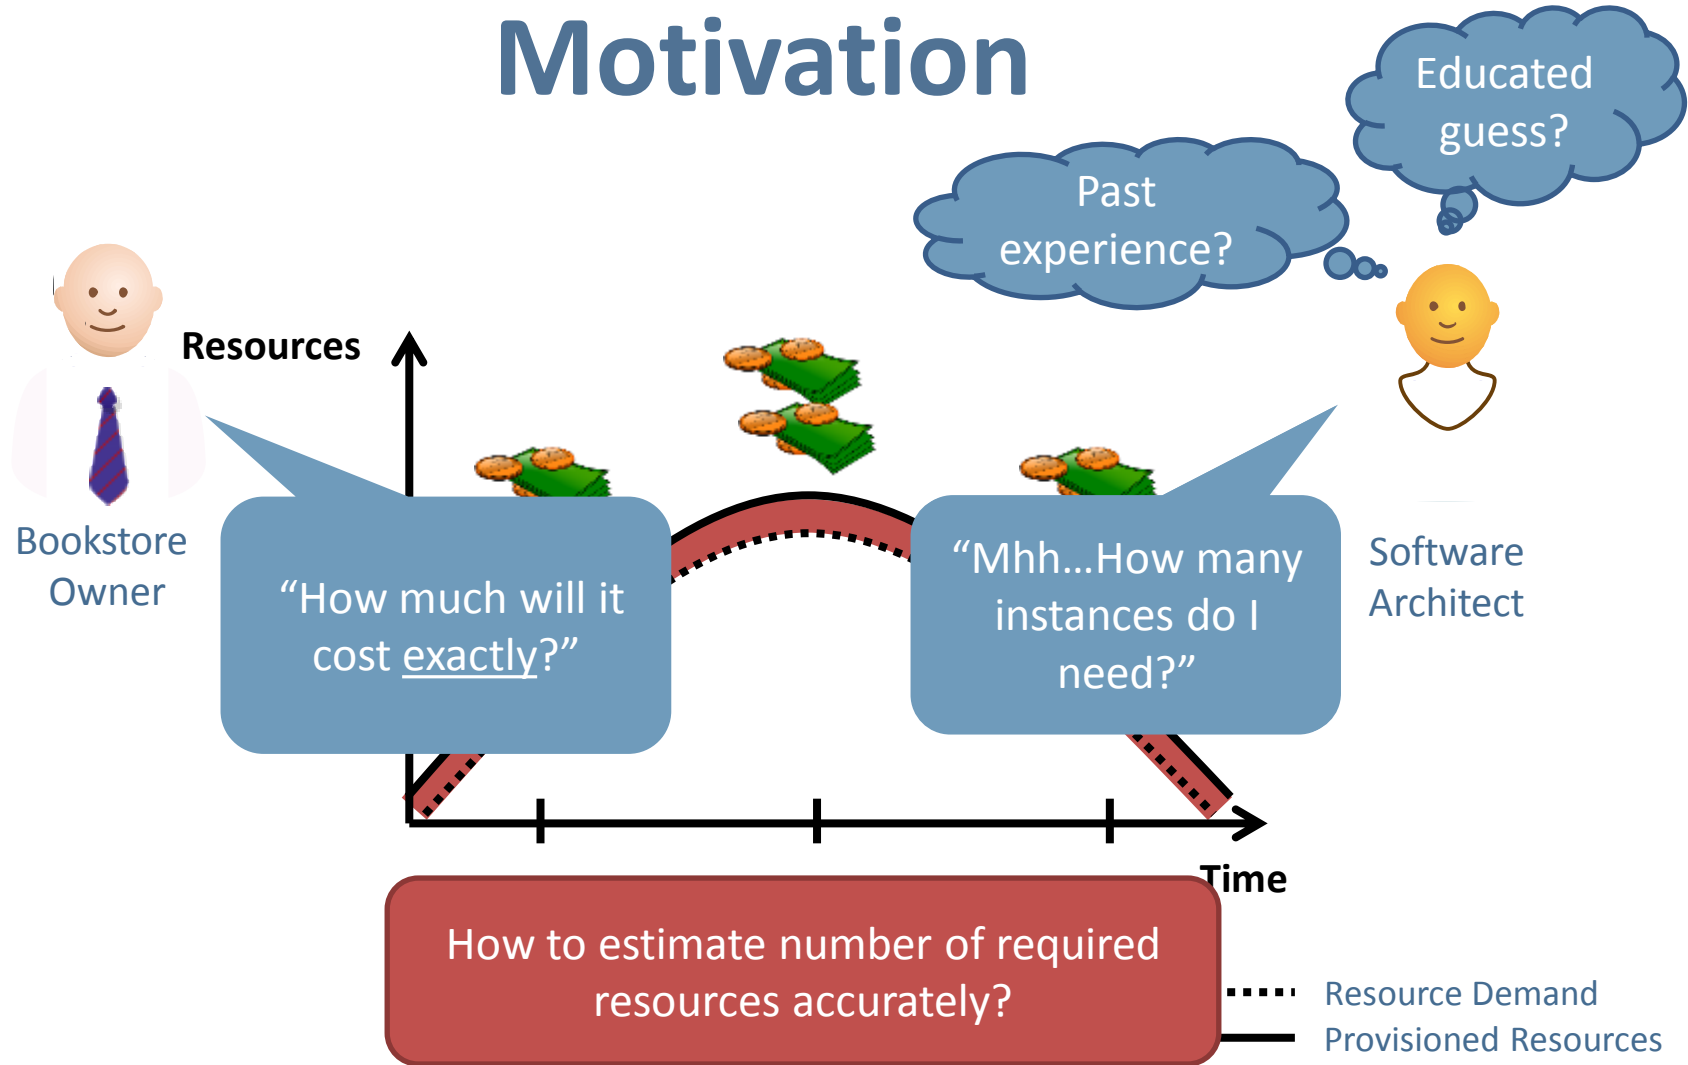 Motivation
Educated
guess?
Past
experience?
Resources
Bookstore
Owner
“How much will it
cost exactly?”
“Mhh...How many
instances do I
need?”
Software
Architect
Time
How to estimate number of required
resources accurately?
Resource Demand
Provisioned Resources